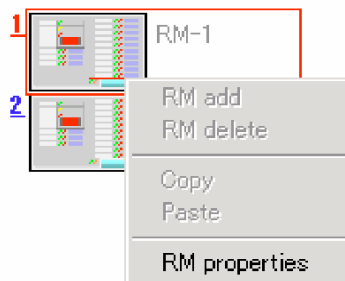 1
RM-1
2
RM add
RM delete
Copy
Paste
RM properties